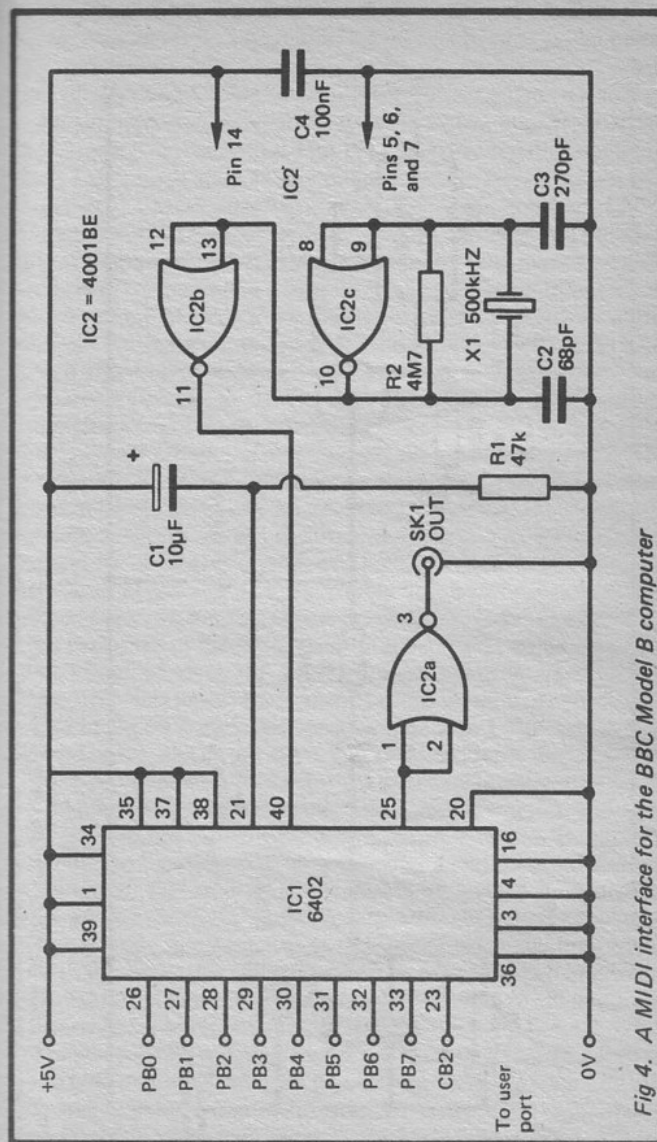 +5V
PB0
PB1
PB2
PB3
PB4
PB5
PB6
PB7
CB2
To user
port
0V
26
27
28
29
30
31
32
33
23
39
1
34
IC1
6402
36
3
4
16
35
37
38
21
40
25
20
C1
10µF
+
1
2
IC2a
3
SK1
OUT
R1
47k
IC2 = 4001BE
11
IC2b
12
13
10
IC2c
8
9
R2
4M7
X1 500kHZ
C2
68pF
C3
270pF
Pin 14
IC2
C4
100nF
Pins 5, 6,
and 7
Fig 4. A MIDI interface for the BBC Model B computer